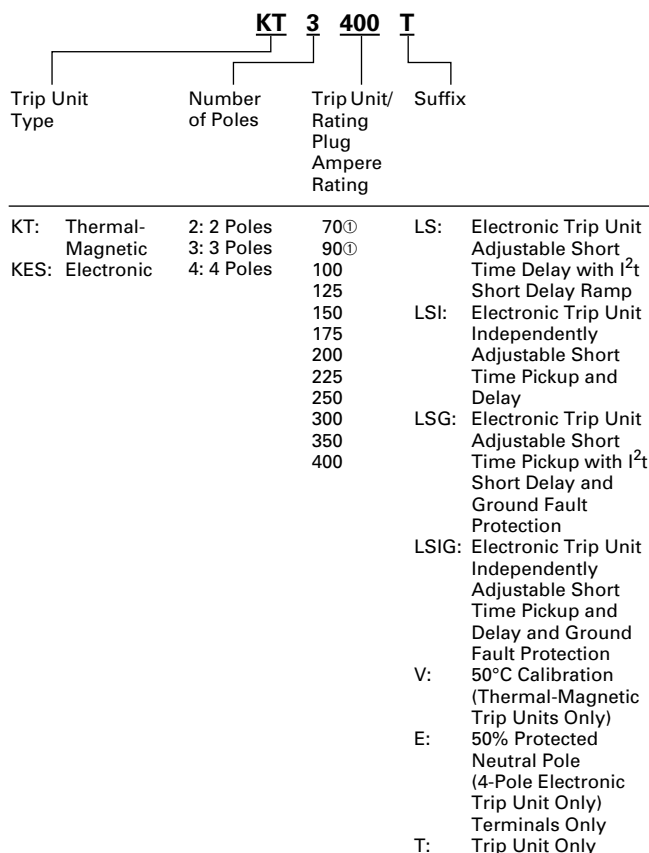 KT 3 400 T
Trip Unit Type
Number of Poles
Trip Unit/ Rating Plug Ampere Rating
Suffix
KT: Thermal-Magnetic
KES: Electronic
2: 2 Poles
3: 3 Poles
4: 4 Poles
70①
90①
100
125
150
175
200
225
250
300
350
400
LS: Electronic Trip Unit
Adjustable Short
Time Delay with I²t
Short Delay Ramp
LSI: Electronic Trip Unit
Independently
Adjustable Short
Time Pickup and
Delay
LSG: Electronic Trip Unit
Adjustable Short
Time Pickup with I²t
Short Delay and
Ground Fault
Protection
LSIG: Electronic Trip Unit
Independently
Adjustable Short
Time Pickup and
Delay and Ground
Fault Protection
V: 50°C Calibration
(Thermal-Magnetic
Trip Units Only)
E: 50% Protected
Neutral Pole
(4-Pole Electronic
Trip Unit Only)
Terminals Only
T: Trip Unit Only